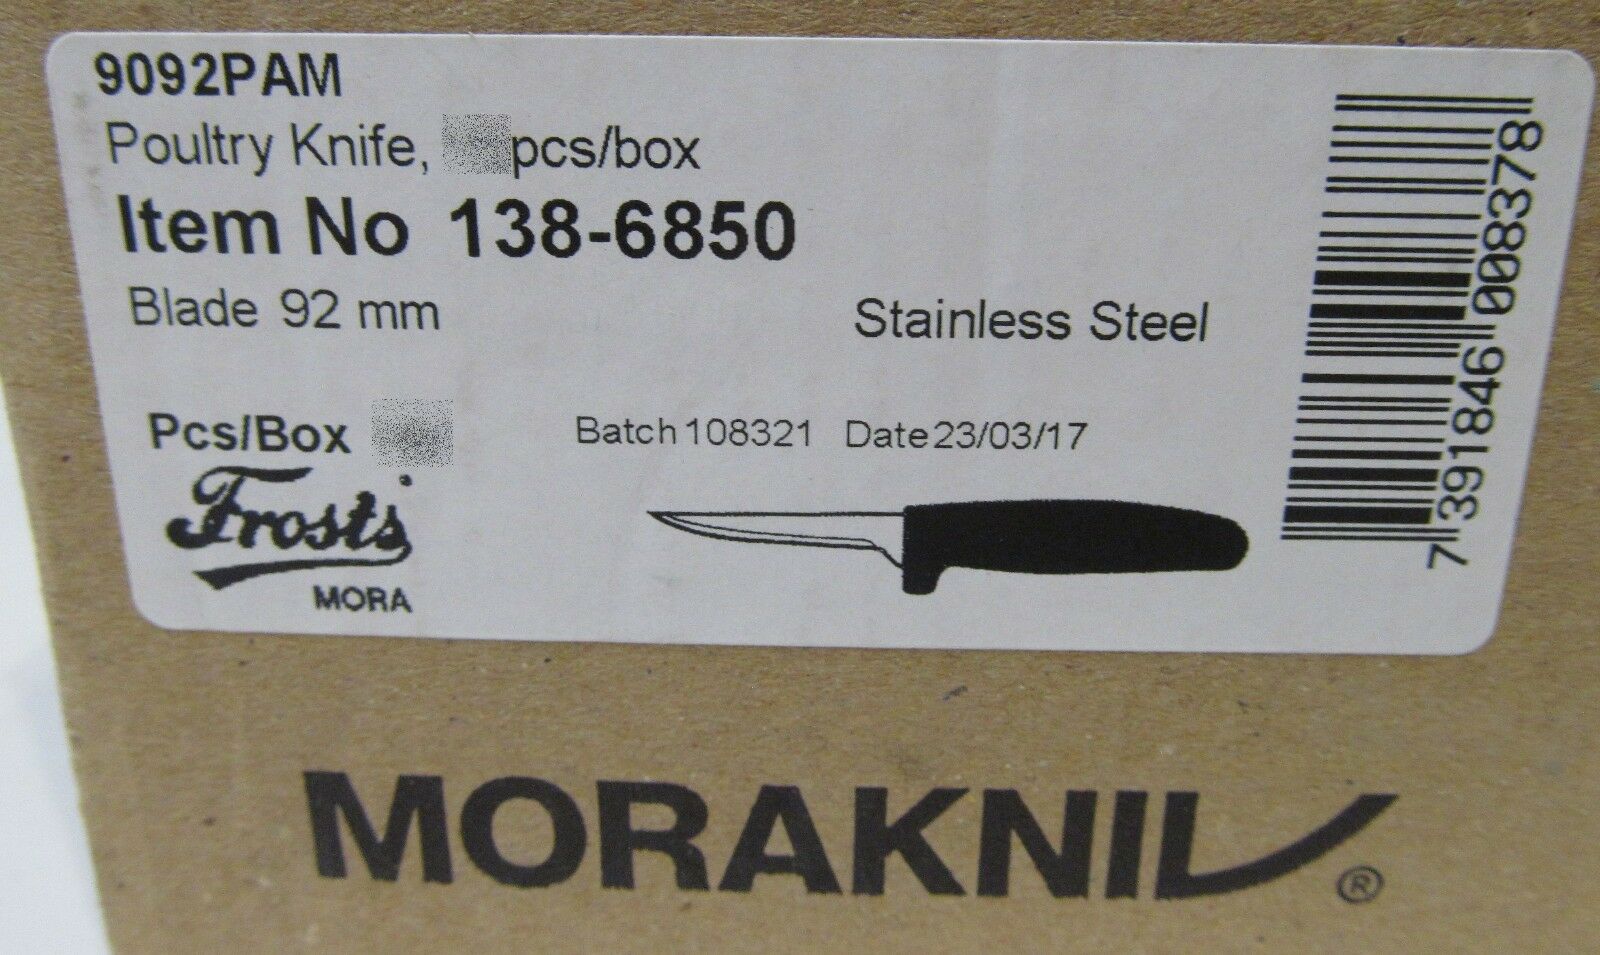 9092PAM
Poultry Knife, pcs/box
Item No 138-6850
Blade 92 mm
Stainless Steel
Pcs/Box
Batch 108321 Date 23/03/17
Frosts
MORA
7 391846 008378
MORAKNIV®